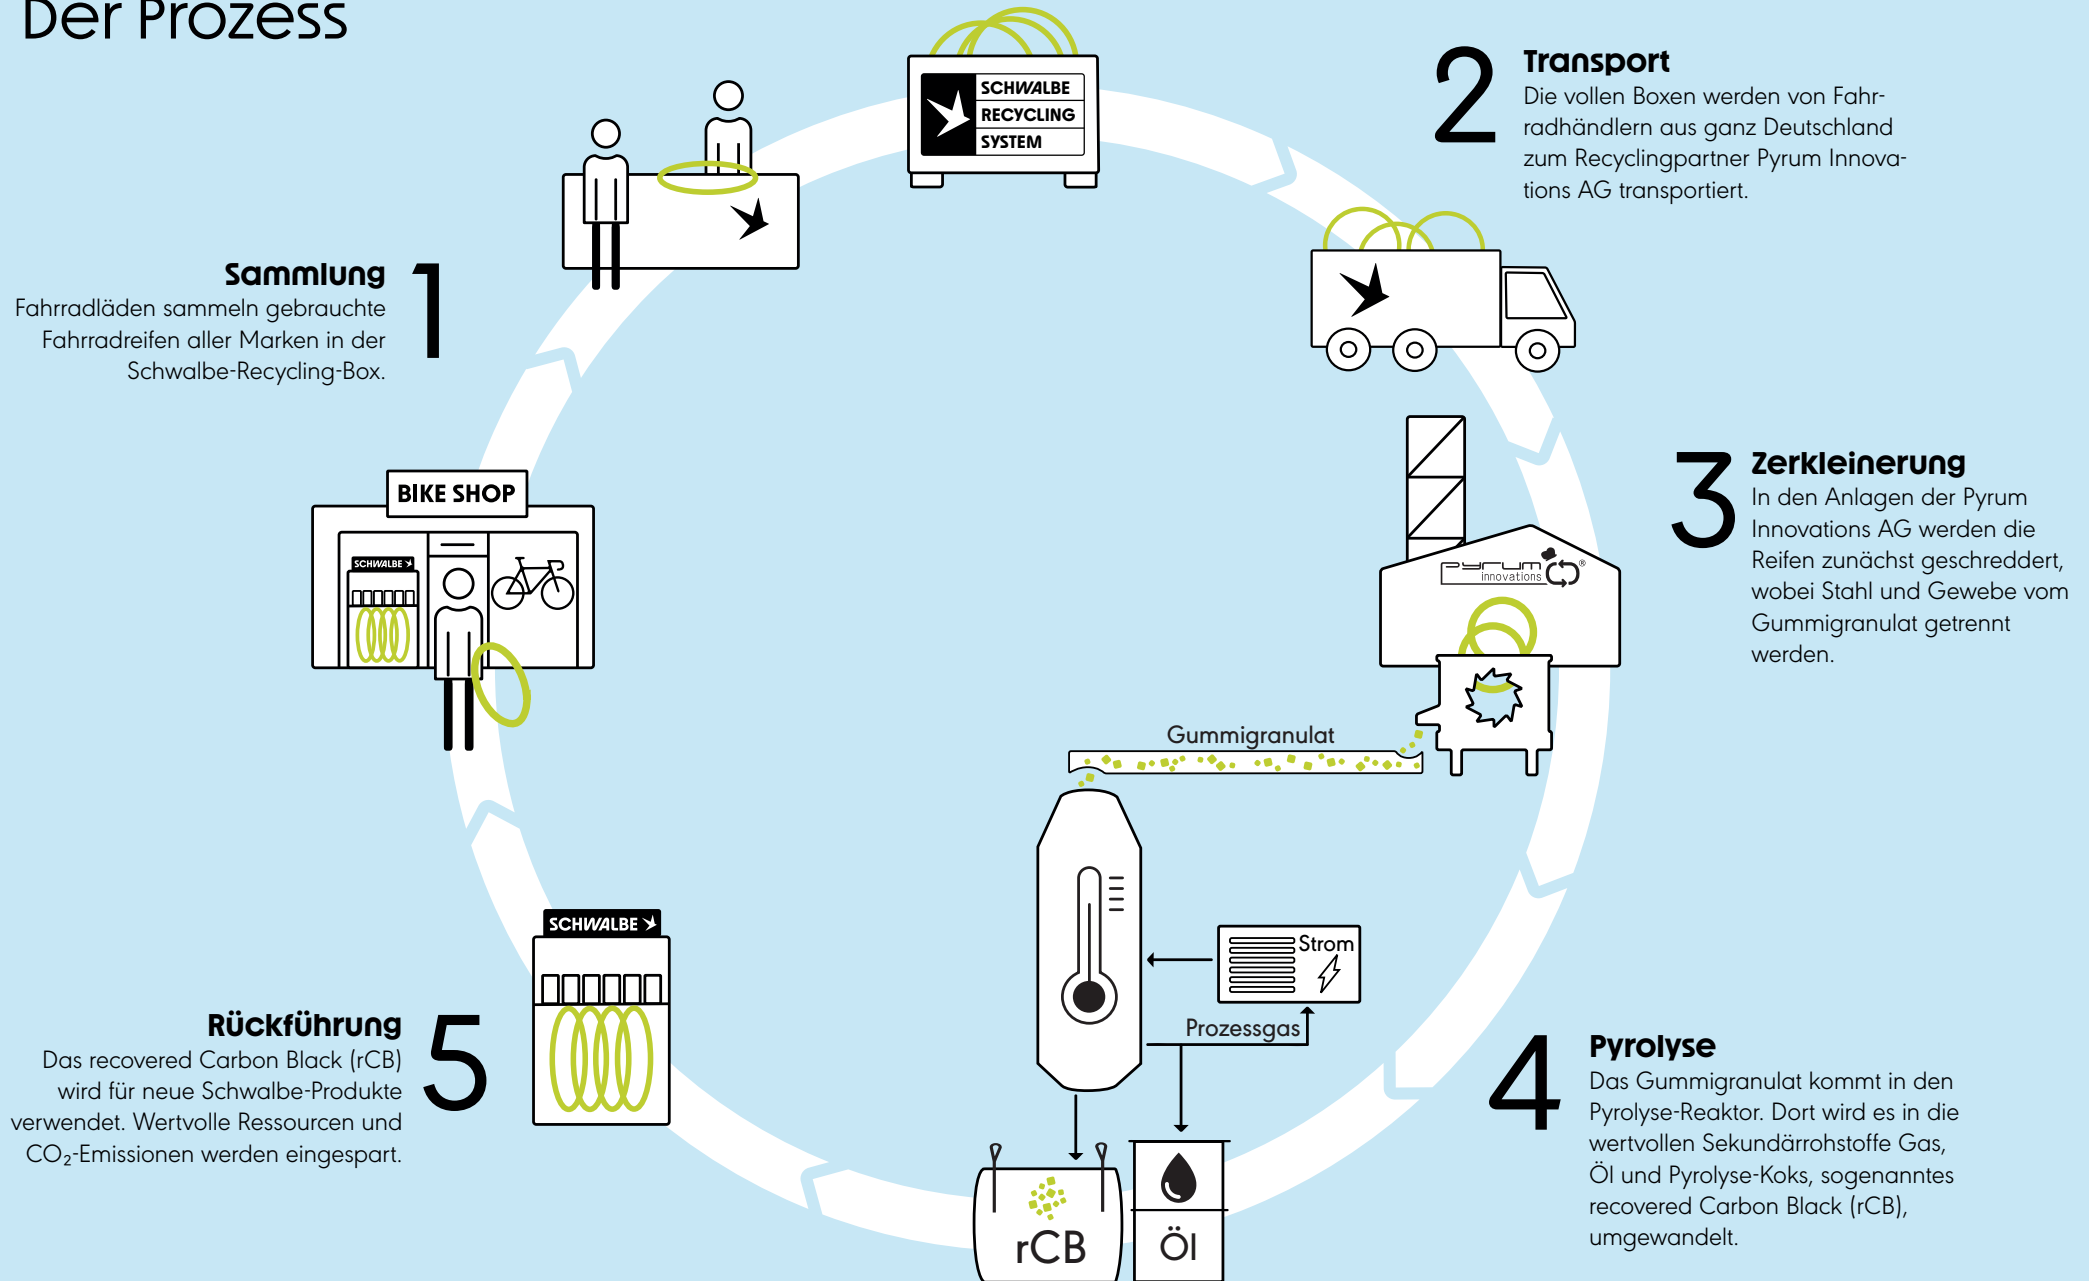 Der Prozess
1
Sammlung
Fahrradläden sammeln gebrauchte
Fahrradreifen aller Marken in der
Schwalbe-Recycling-Box.
SCHWALBE
RECYCLING
SYSTEM
2
Transport
Die vollen Boxen werden von Fahr-
radhändlern aus ganz Deutschland
zum Recyclingpartner Pyrum Innova-
tions AG transportiert.
3
Zerkleinerung
In den Anlagen der Pyrum
Innovations AG werden die
Reifen zunächst geschreddert,
wobei Stahl und Gewebe vom
Gummigranulat getrennt
werden.
pyrum
innovations ®
Gummigranulat
Strom
Prozessgas
rCB
Öl
4
Pyrolyse
Das Gummigranulat kommt in den
Pyrolyse-Reaktor. Dort wird es in die
wertvollen Sekundärrohstoffe Gas,
Öl und Pyrolyse-Koks, sogenanntes
recovered Carbon Black (rCB),
umgewandelt.
5
Rückführung
Das recovered Carbon Black (rCB)
wird für neue Schwalbe-Produkte
verwendet. Wertvolle Ressourcen und
CO₂-Emissionen werden eingespart.
SCHWALBE
BIKE SHOP
SCHWALBE